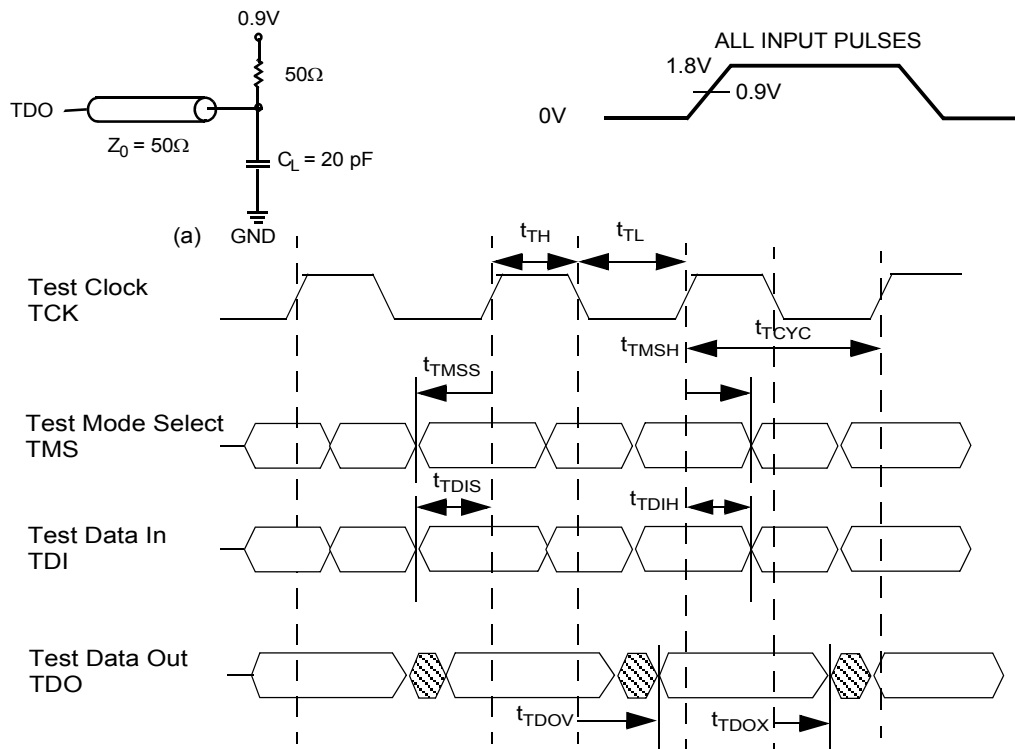 0.9V
50Ω
TDO
Z0 = 50Ω
CL = 20 pF
(a)
GND
ALL INPUT PULSES
1.8V
0.9V
0V
tTH
tTL
Test Clock
TCK
tTCYC
tTMSH
tTMSS
Test Mode Select
TMS
tTDIS
tTDIH
Test Data In
TDI
Test Data Out
TDO
tTDOV
tTDOX